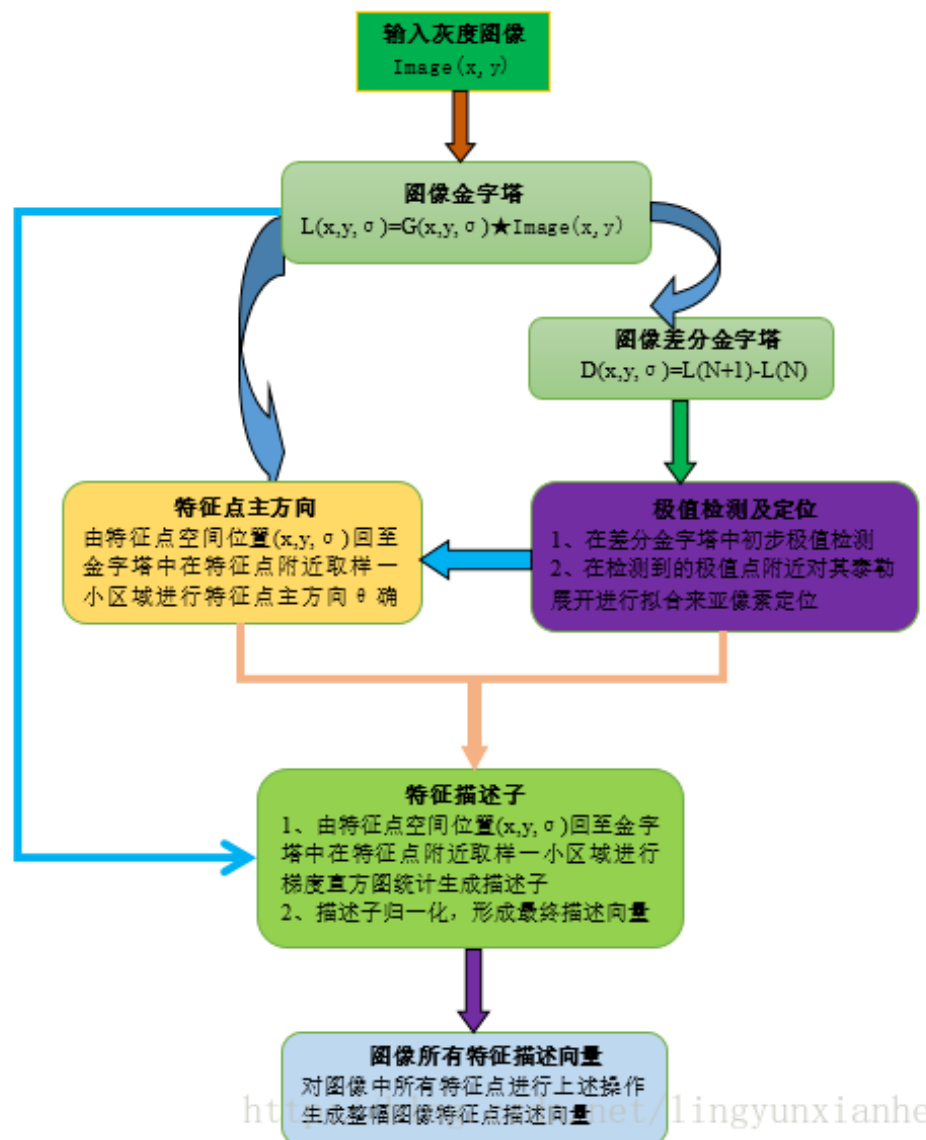 输入灰度图像
Image(x,y)
图像金字塔
L(x,y,σ)=G(x,y,σ)★Image(x,y)
图像差分金字塔
D(x,y,σ)=L(N+1)-L(N)
特征点主方向
由特征点空间位置(x,y,σ)回至
金字塔中在特征点附近取样一
小区域进行特征点主方向θ确
极值检测及定位
1、在差分金字塔中初步极值检测
2、在检测到的极值点附近对其泰勒
展开进行拟合来亚像素定位
特征描述子
1、由特征点空间位置(x,y,σ)回至金字
塔中在特征点附近取样一小区域进行
梯度直方图统计生成描述子
2、描述子归一化，形成最终描述向量
图像所有特征描述向量
对图像中所有特征点进行上述操作
生成整幅图像特征点描述向量
net/lingyunxianhe